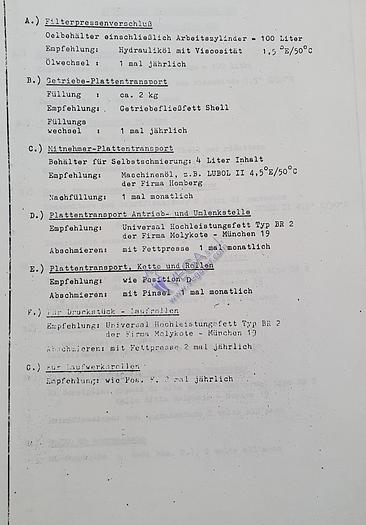 A.) Filterpressenverschluß
Oelbehälter einschließlich Arbeitszylinder = 100 Liter
Empfehlung: Hydrauliköl mit Viscosität 1,5 °E/50°C
Ölwechsel : 1 mal jährlich
B.) Getriebe-Plattentransport
Füllung : ca. 2 kg
Empfehlung: Getriebefließfett Shell
Füllungs
wechsel : 1 mal jährlich
C.) Mitnehmer-Plattentransport
Behälter für Selbstschmierung: 4 Liter Inhalt
Empfehlung: Maschinenöl, z.B. LUBOL II 4,5°E/50°C
der Firma Homberg
Nachfüllung: 1 mal monatlich
D.) Plattentransport Antrieb- und Umlenkstelle
Empfehlung: Universal Hochleistungsfett Typ BR 2
der Firma Molykote - München 19
Abschmieren: mit Fettpresse 1 mal monatlich
E.) Plattentransport, Kette und Rollen
Empfehlung: wie Position D
Abschmieren: mit Pinsel 1 mal monatlich
F.) zur Druckstück - Laufrollen
Empfehlung: Universal Hochleistungsfett Typ BR 2
der Firma Molykote - München 19
Abschmieren: mit Fettpresse 2 mal jährlich
G.) zur Laufwerksrollen
Empfehlung: wie Pos. F. 2 mal jährlich